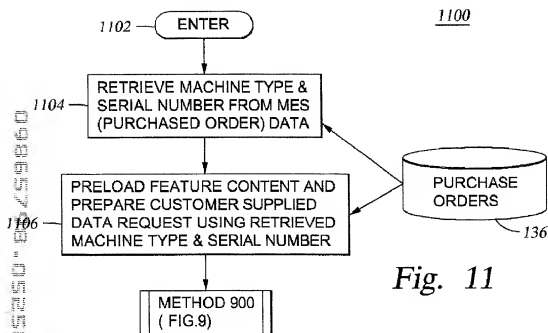 1102
ENTER
1100
1104
RETRIEVE MACHINE TYPE &
SERIAL NUMBER FROM MES
(PURCHASED ORDER) DATA
1106
PRELOAD FEATURE CONTENT AND
PREPARE CUSTOMER SUPPLIED
DATA REQUEST USING RETRIEVED
MACHINE TYPE & SERIAL NUMBER
PURCHASE
ORDERS
136
Fig. 11
METHOD 900
( FIG.9)